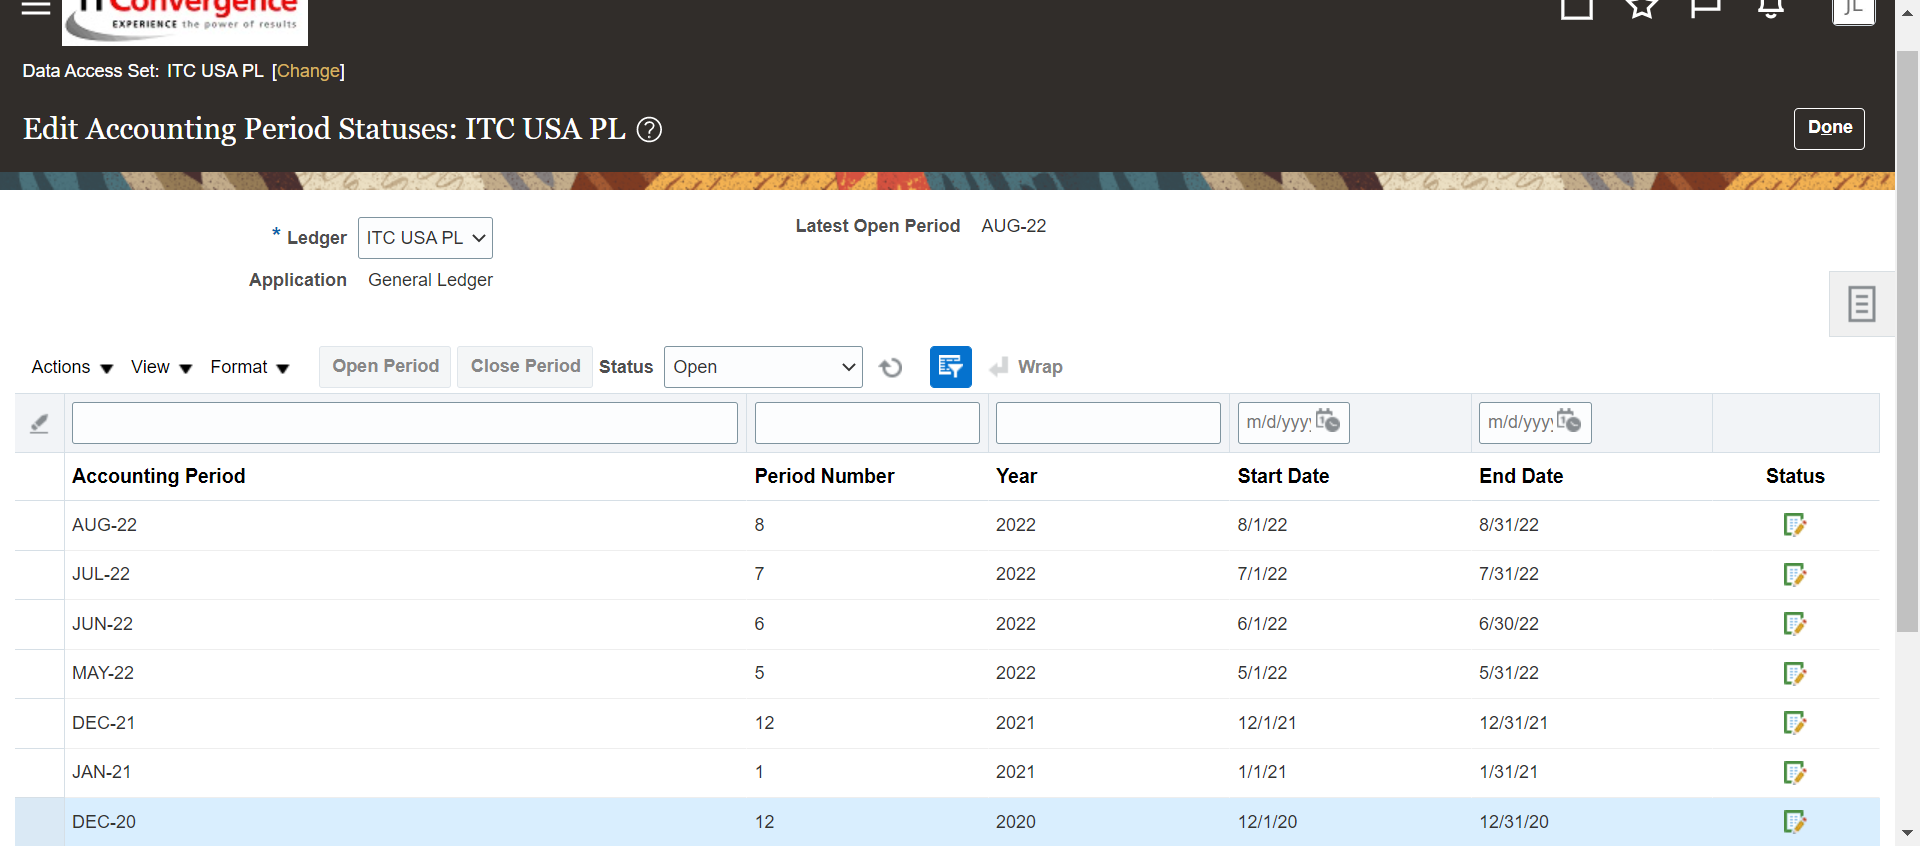 Convergence
EXPERIENCE the power of results
JL
Data Access Set: ITC USA PL [Change]
Edit Accounting Period Statuses: ITC USA PL ?
Done
* Ledger ITC USA PL
Latest Open Period AUG-22
Application General Ledger
Actions View Format Open Period Close Period Status Open Wrap
m/d/yyyy m/d/yyyy
Accounting Period Period Number Year Start Date End Date Status
AUG-22 8 2022 8/1/22 8/31/22
JUL-22 7 2022 7/1/22 7/31/22
JUN-22 6 2022 6/1/22 6/30/22
MAY-22 5 2022 5/1/22 5/31/22
DEC-21 12 2021 12/1/21 12/31/21
JAN-21 1 2021 1/1/21 1/31/21
DEC-20 12 2020 12/1/20 12/31/20